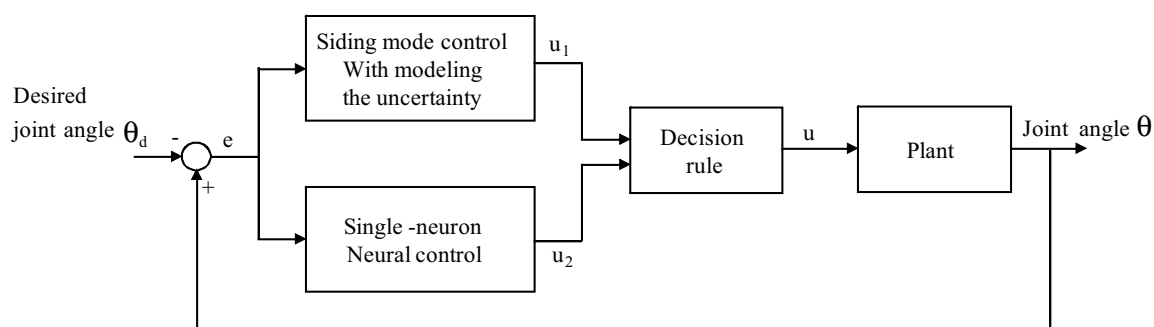 Siding mode control
With modeling
the uncertainty
u1
Desired
joint angle θd
-
e
+
Decision
rule
u
Plant
Joint angle θ
Single -neuron
Neural control
u2